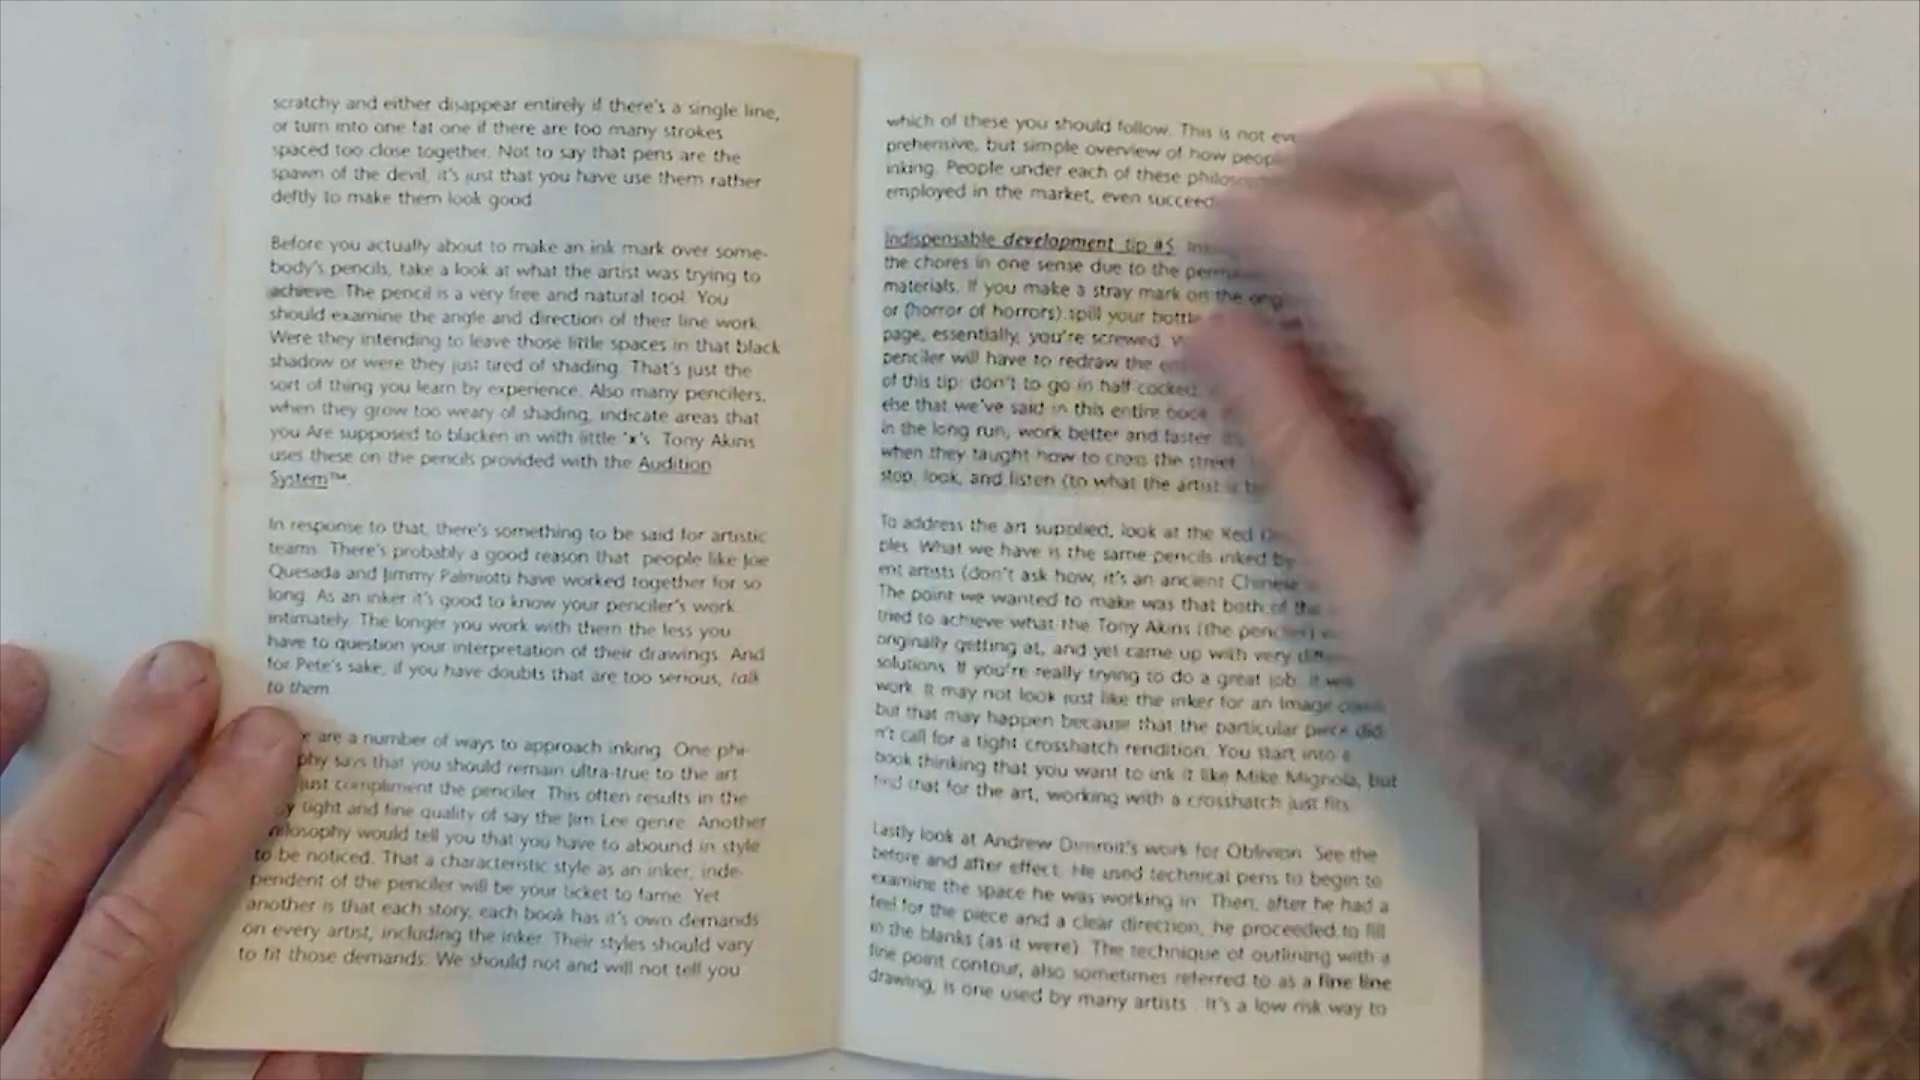 scratchy and either disappear entirely if there's a single line,
or turn into one fat one if there are too many strokes
spaced too close together. Not to say that pens are the
spawn of the devil, it's just that you have use them rather
deftly to make them look good
Before you actually about to make an ink mark over some-
body's pencils, take a look at what the artist was trying to
achieve. The pencil is a very free and natural tool. You
should examine the angle and direction of their line work.
Were they intending to leave those little spaces in that black
shadow or were they just tired of shading. That's just the
sort of thing you learn by experience. Also many pencilers,
when they grow too weary of shading, indicate areas that
you Are supposed to blacken in with little 'x's. Tony Akins
uses these on the pencils provided with the Audition
System™.
In response to that, there's something to be said for artistic
teams. There's probably a good reason that people like Joe
Quesada and Jimmy Palmiotti have worked together for so
long. As an inker it's good to know your penciler's work
intimately. The longer you work with them the less you
have to question your interpretation of their drawings. And
for Pete's sake, if you have doubts that are too serious, talk
to them.
are a number of ways to approach inking. One phi-
says that you should remain ultra-true to the art
just compliment the penciler. This often results in the
tight and fine quality of say the Jim Lee genre. Another
philosophy would tell you that you have to abound in style
to be noticed. That a characteristic style as an inker, inde-
pendent of the penciler will be your ticket to fame. Yet
another is that each story, each book has it's own demands
on every artist, including the inker. Their styles should vary
to fit those demands. We should not and will not tell you
which of these you should follow. This is not
prehensive, but simple overview of how
inking. People under each of these
employed in the market, even
Indispensable development tip #5
the chores in one sense due to the
materials. If you make a stray mark on the
or (horror of horrors) spill your
page, essentially, you're screwed.
penciler will have to redraw the
of this tip: don't to go in half cocked.
else that we've said in this entire book
in the long run, work better and faster.
when they taught how to cross the street
stop, look, and listen (to what the artist is
To address the art supplied, look at the Red
ples. What we have is the same pencils inked by
ent artists (don't ask how, it's an ancient Chinese
The point we wanted to make was that both of
tried to achieve what the Tony Akins (the penciler)
originally getting at, and yet came up with very
solutions. If you're really trying to do a great job, it
work. It may not look just like the inker for an Image
but that may happen because that the particular piece did-
n't call for a tight crosshatch rendition. You start into a
book thinking that you want to ink it like Mike Mignola, but
find that for the art, working with a crosshatch just fits.
Lastly look at Andrew Dimmit's work for Oblivion. See the
before and after effect. He used technical pens to begin to
examine the space he was working in. Then, after he had a
feel for the piece and a clear direction, he proceeded to fill
in the blanks (as it were). The technique of outlining with a
fine point contour, also sometimes referred to as a fine line
drawing, is one used by many artists. It's a low risk way to